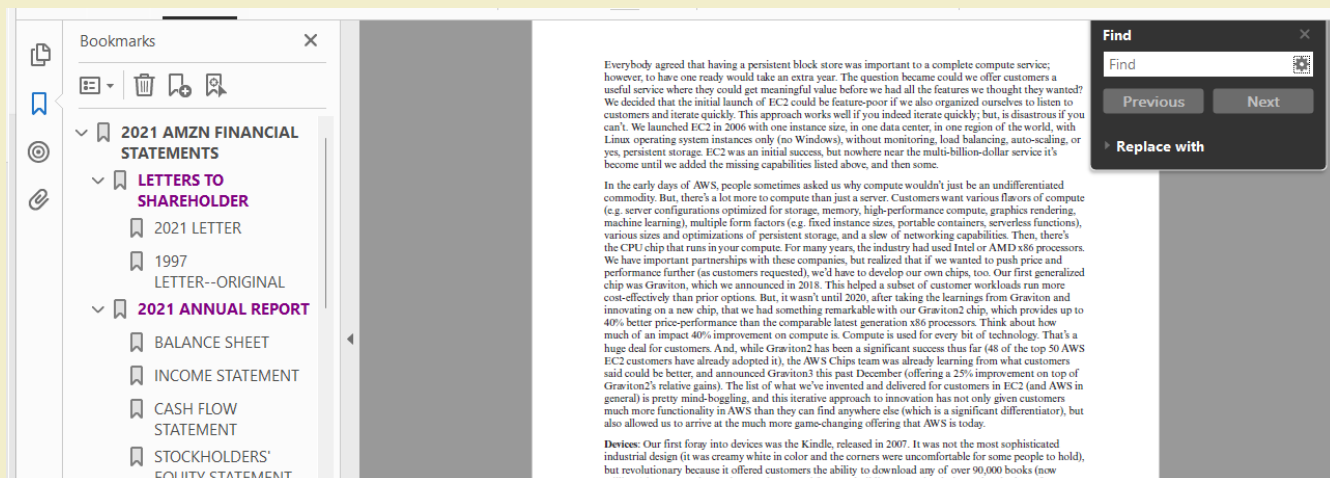 Bookmarks
2021 AMZN FINANCIAL
STATEMENTS
LETTERS TO
SHAREHOLDER
2021 LETTER
1997
LETTER--ORIGINAL
2021 ANNUAL REPORT
BALANCE SHEET
INCOME STATEMENT
CASH FLOW
STATEMENT
STOCKHOLDERS'
EQUITY STATEMENT
Everybody agreed that having a persistent block store was important to a complete compute service;
however, to have one ready would take an extra year. The question became could we offer customers a
useful service where they could get meaningful value before we had all the features we thought they wanted?
We decided that the initial launch of EC2 could be feature-poor if we also organized ourselves to listen to
customers and iterate quickly. This approach works well if you indeed iterate quickly; but, is disastrous if you
can't. We launched EC2 in 2006 with one instance size, in one data center, in one region of the world, with
Linux operating system instances only (no Windows), without monitoring, load balancing, auto-scaling, or
yes, persistent storage. EC2 was an initial success, but nowhere near the multi-billion-dollar service it's
become until we added the missing capabilities listed above, and then some.
In the early days of AWS, people sometimes asked us why compute wouldn't just be an undifferentiated
commodity. But, there's a lot more to compute than just a server. Customers want various flavors of compute
(e.g. server configurations optimized for storage, memory, high-performance compute, graphics rendering,
machine learning), multiple form factors (e.g. fixed instance sizes, portable containers, serverless functions),
various sizes and optimizations of persistent storage, and a slew of networking capabilities. Then, there's
the CPU chip that runs in your compute. For many years, the industry had used Intel or AMD x86 processors.
We have important partnerships with these companies, but realized that if we wanted to push price and
performance further (as customers requested), we'd have to develop our own chips, too. Our first generalized
chip was Graviton, which we announced in 2018. This helped a subset of customer workloads run more
cost-effectively than prior options. But, it wasn't until 2020, after taking the learnings from Graviton and
innovating on a new chip, that we had something remarkable with our Graviton2 chip, which provides up to
40% better price-performance than the comparable latest generation x86 processors. Think about how
much of an impact 40% improvement on compute is. Compute is used for every bit of technology. That's a
huge deal for customers. And, while Graviton2 has been a significant success thus far (48 of the top 50 AWS
EC2 customers have already adopted it), the AWS Chips team was already learning from what customers
said could be better, and announced Graviton3 this past December (offering a 25% improvement on top of
Graviton2's relative gains). The list of what we've invented and delivered for customers in EC2 (and AWS in
general) is pretty mind-boggling, and this iterative approach to innovation has not only given customers
much more functionality in AWS than they can find anywhere else (which is a significant differentiator), but
also allowed us to arrive at the much more game-changing offering that AWS is today.
Devices: Our first foray into devices was the Kindle, released in 2007. It was not the most sophisticated
industrial design (it was creamy white in color and the corners were uncomfortable for some people to hold),
but revolutionary because it offered customers the ability to download any of over 90,000 books (now
Find
Find
Previous
Next
Replace with